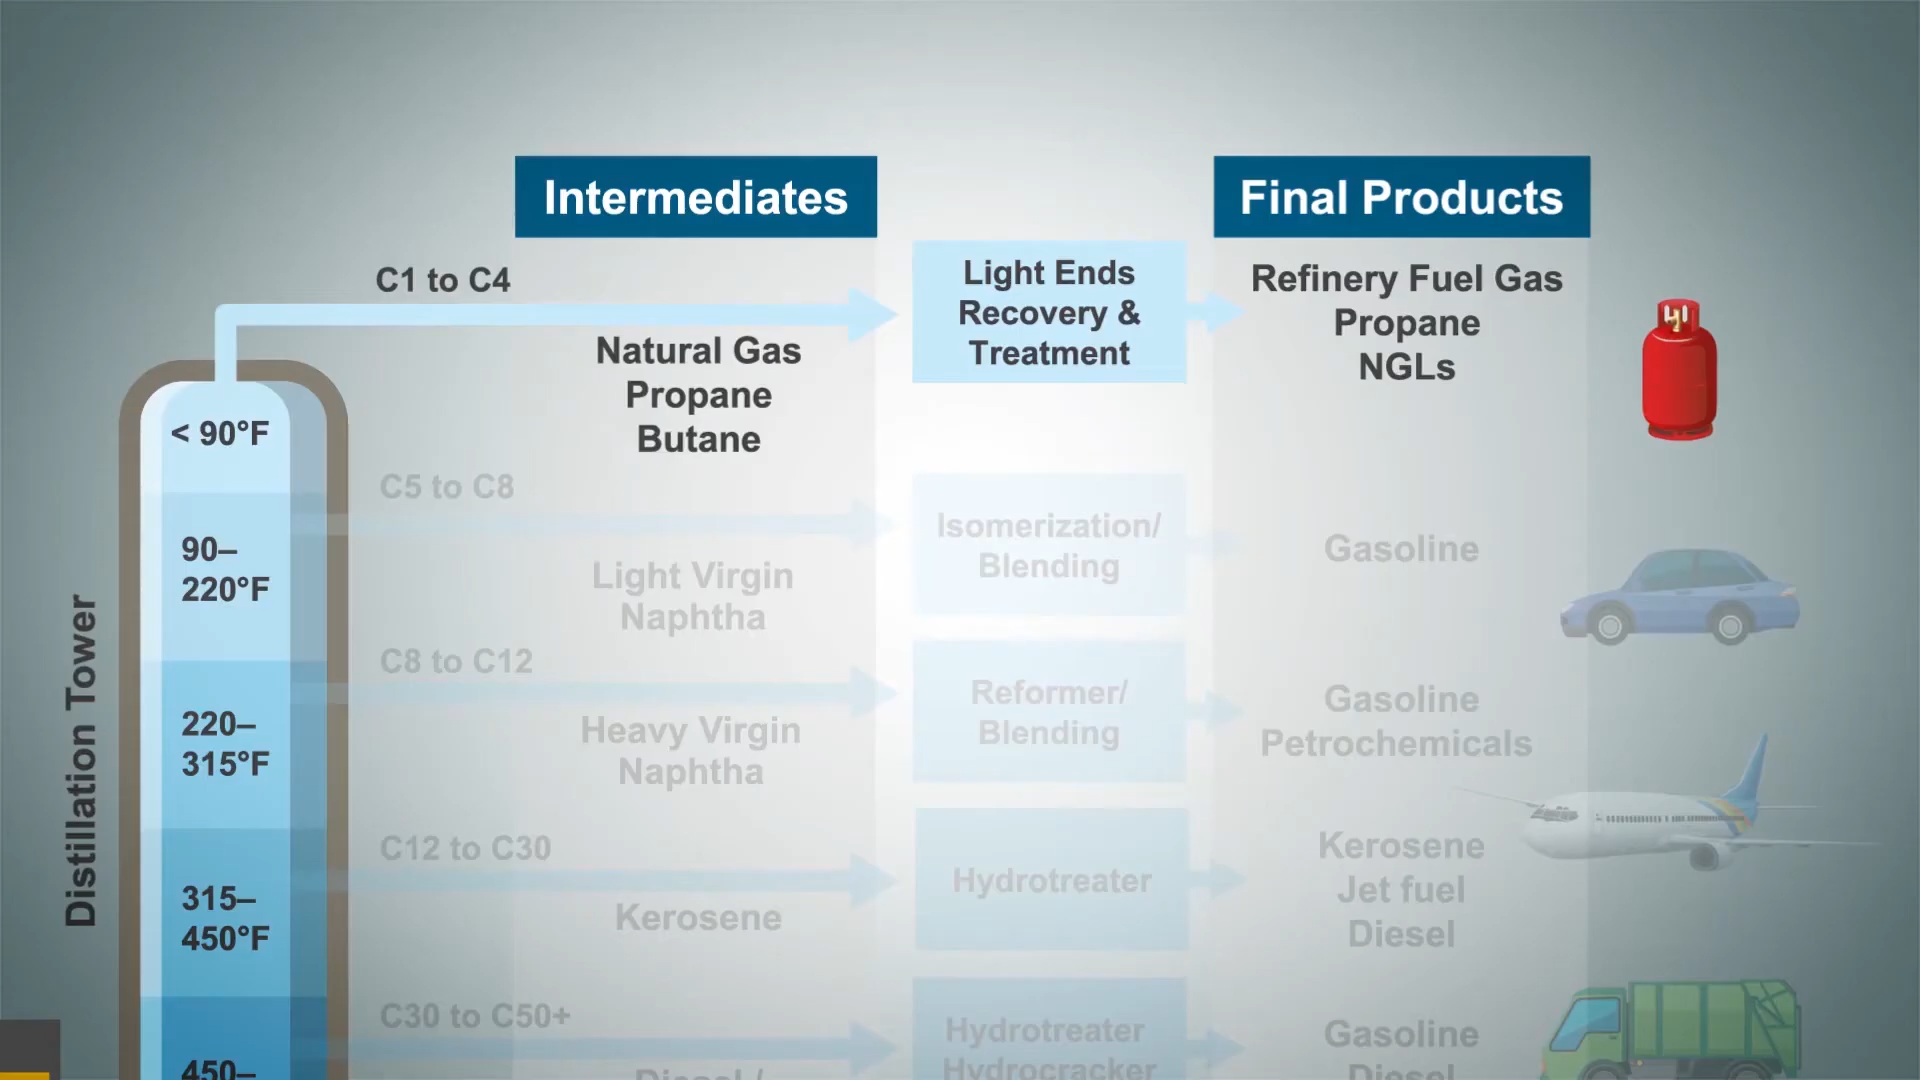 Intermediates
Final Products
C1 to C4
Natural Gas
Propane
Butane
Light Ends
Recovery &
Treatment
Refinery Fuel Gas
Propane
NGLs
< 90°F
C5 to C8
90–
220°F
Light Virgin
Naphtha
Isomerization/
Blending
Gasoline
C8 to C12
220–
315°F
Heavy Virgin
Naphtha
Reformer/
Blending
Gasoline
Petrochemicals
C12 to C30
315–
450°F
Kerosene
Hydrotreater
Kerosene
Jet fuel
Diesel
C30 to C50+
450–
Diesel /
Hydrotreater
Hydrocracker
Gasoline
Diesel
Distillation Tower